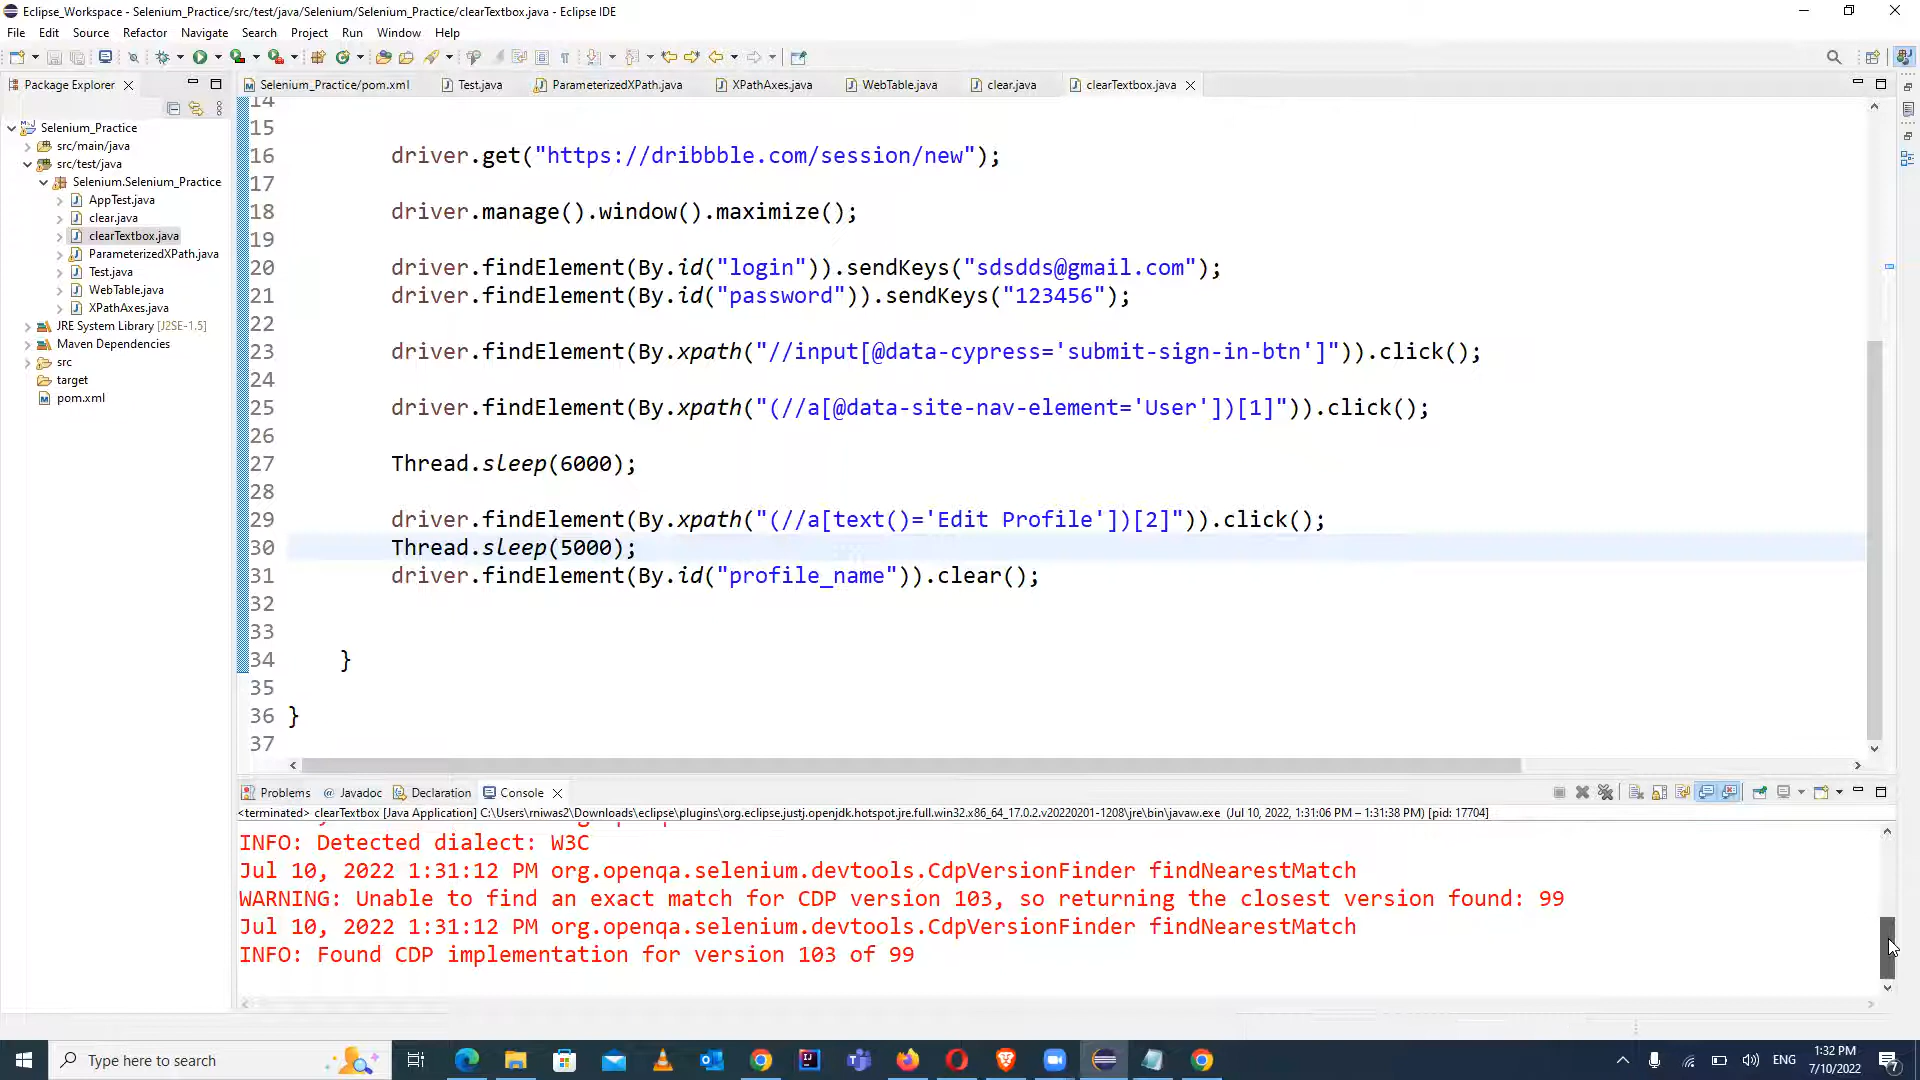 Eclipse_Workspace - Selenium_Practice/src/test/java/Selenium/Selenium_Practice/clearTextbox.java - Eclipse IDE
File Edit Source Refactor Navigate Search Project Run Window Help
Package Explorer
Selenium_Practice/pom.xml Test.java ParameterizedXPath.java XPathAxes.java WebTable.java clear.java clearTextbox.java
Selenium_Practice
src/main/java
src/test/java
Selenium.Selenium_Practice
AppTest.java
clear.java
clearTextbox.java
ParameterizedXPath.java
Test.java
WebTable.java
XPathAxes.java
JRE System Library [J2SE-1.5]
Maven Dependencies
src
target
pom.xml
14
15
16 driver.get("https://dribbble.com/session/new");
17
18 driver.manage().window().maximize();
19
20 driver.findElement(By.id("login")).sendKeys("sdsdds@gmail.com");
21 driver.findElement(By.id("password")).sendKeys("123456");
22
23 driver.findElement(By.xpath("//input[@data-cypress='submit-sign-in-btn']")).click();
24
25 driver.findElement(By.xpath("(//a[@data-site-nav-element='User'])[1]")).click();
26
27 Thread.sleep(6000);
28
29 driver.findElement(By.xpath("(//a[text()='Edit Profile'])[2]")).click();
30 Thread.sleep(5000);
31 driver.findElement(By.id("profile_name")).clear();
32
33
34 }
35
36 }
37
Problems Javadoc Declaration Console
<terminated> clearTextbox [Java Application] C:\Users\rniwas2\Downloads\eclipse\plugins\org.eclipse.justj.openjdk.hotspot.jre.full.win32.x86_64_17.0.2.v20220201-1208\jre\bin\javaw.exe (Jul 10, 2022, 1:31:06 PM – 1:31:38 PM) [pid: 17704]
INFO: Detected dialect: W3C
Jul 10, 2022 1:31:12 PM org.openqa.selenium.devtools.CdpVersionFinder findNearestMatch
WARNING: Unable to find an exact match for CDP version 103, so returning the closest version found: 99
Jul 10, 2022 1:31:12 PM org.openqa.selenium.devtools.CdpVersionFinder findNearestMatch
INFO: Found CDP implementation for version 103 of 99
Type here to search
ENG
1:32 PM
7/10/2022
7